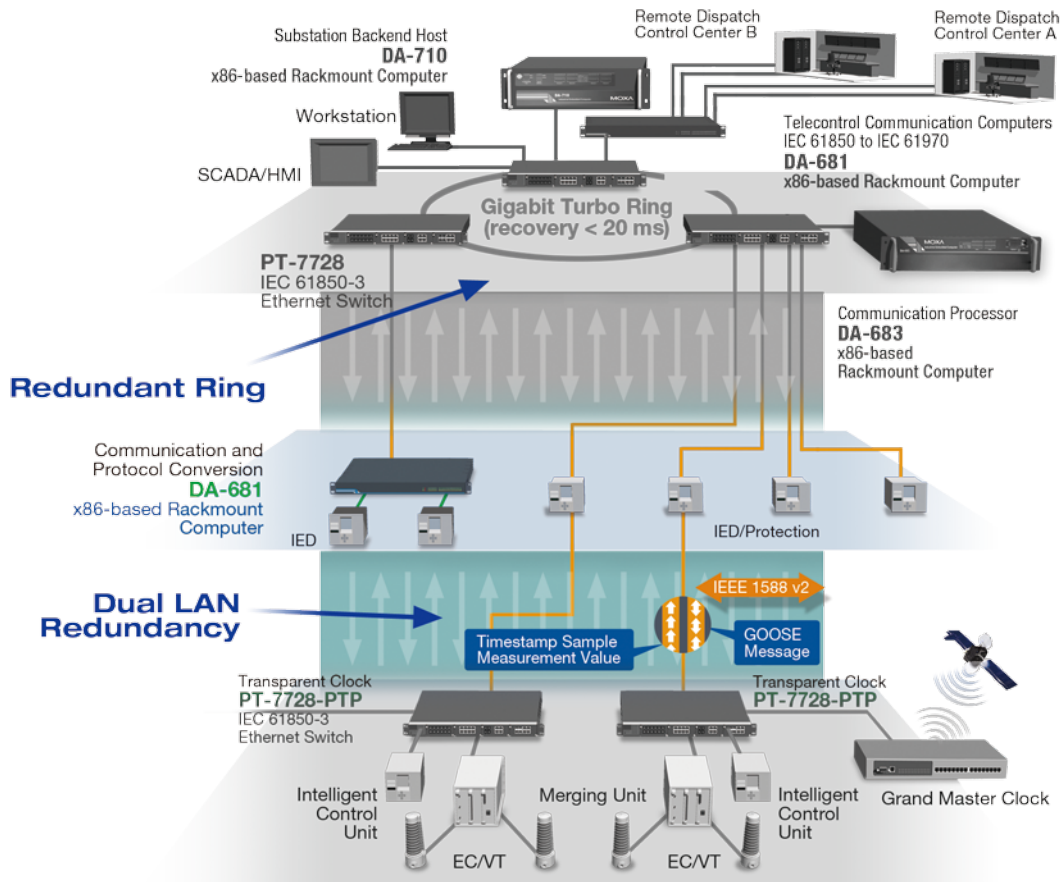 Remote Dispatch
Control Center B
Remote Dispatch
Control Center A
Substation Backend Host
DA-710
x86-based Rackmount Computer
MOXA
Workstation
SCADA/HMI
Telecontrol Communication Computers
IEC 61850 to IEC 61970
DA-681
x86-based Rackmount Computer
Gigabit Turbo Ring
(recovery < 20 ms)
MOXA
PT-7728
IEC 61850-3
Ethernet Switch
Communication Processor
DA-683
x86-based
Rackmount Computer
Redundant Ring
Communication and
Protocol Conversion
DA-681
x86-based Rackmount
Computer
IED
IED/Protection
IEEE 1588 v2
Dual LAN
Redundancy
Timestamp Sample
Measurement Value
GOOSE
Message
Transparent Clock
PT-7728-PTP
IEC 61850-3
Ethernet Switch
Transparent Clock
PT-7728-PTP
Intelligent
Control
Unit
Merging Unit
Intelligent
Control
Unit
Grand Master Clock
EC/VT
EC/VT